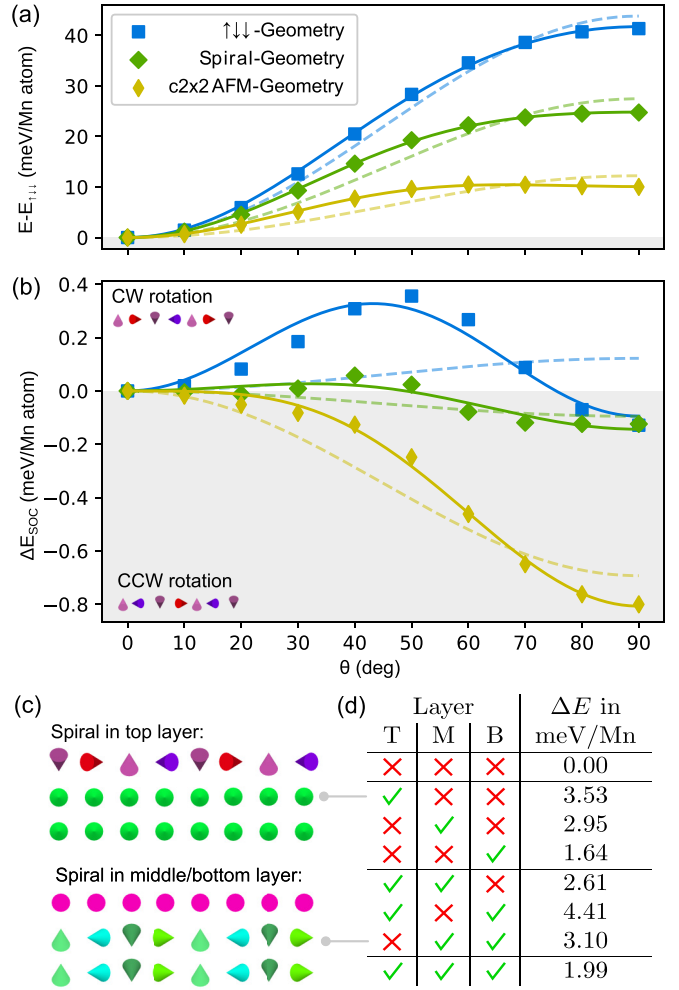 (a)
↑↓↓-Geometry
Spiral-Geometry
c2x2 AFM-Geometry
E-E↑↓↓ (meV/Mn atom)
40
30
20
10
0
(b)
CW rotation
CCW rotation
ΔE_SOC (meV/Mn atom)
0.4
0.2
0.0
−0.2
−0.4
−0.6
−0.8
0 10 20 30 40 50 60 70 80 90
θ (deg)
(c)
Spiral in top layer:
Spiral in middle/bottom layer:
(d)
Layer ΔE in
T M B meV/Mn
✗ ✗ ✗ 0.00
✓ ✗ ✗ 3.53
✗ ✓ ✗ 2.95
✗ ✗ ✓ 1.64
✓ ✓ ✗ 2.61
✓ ✗ ✓ 4.41
✗ ✓ ✓ 3.10
✓ ✓ ✓ 1.99